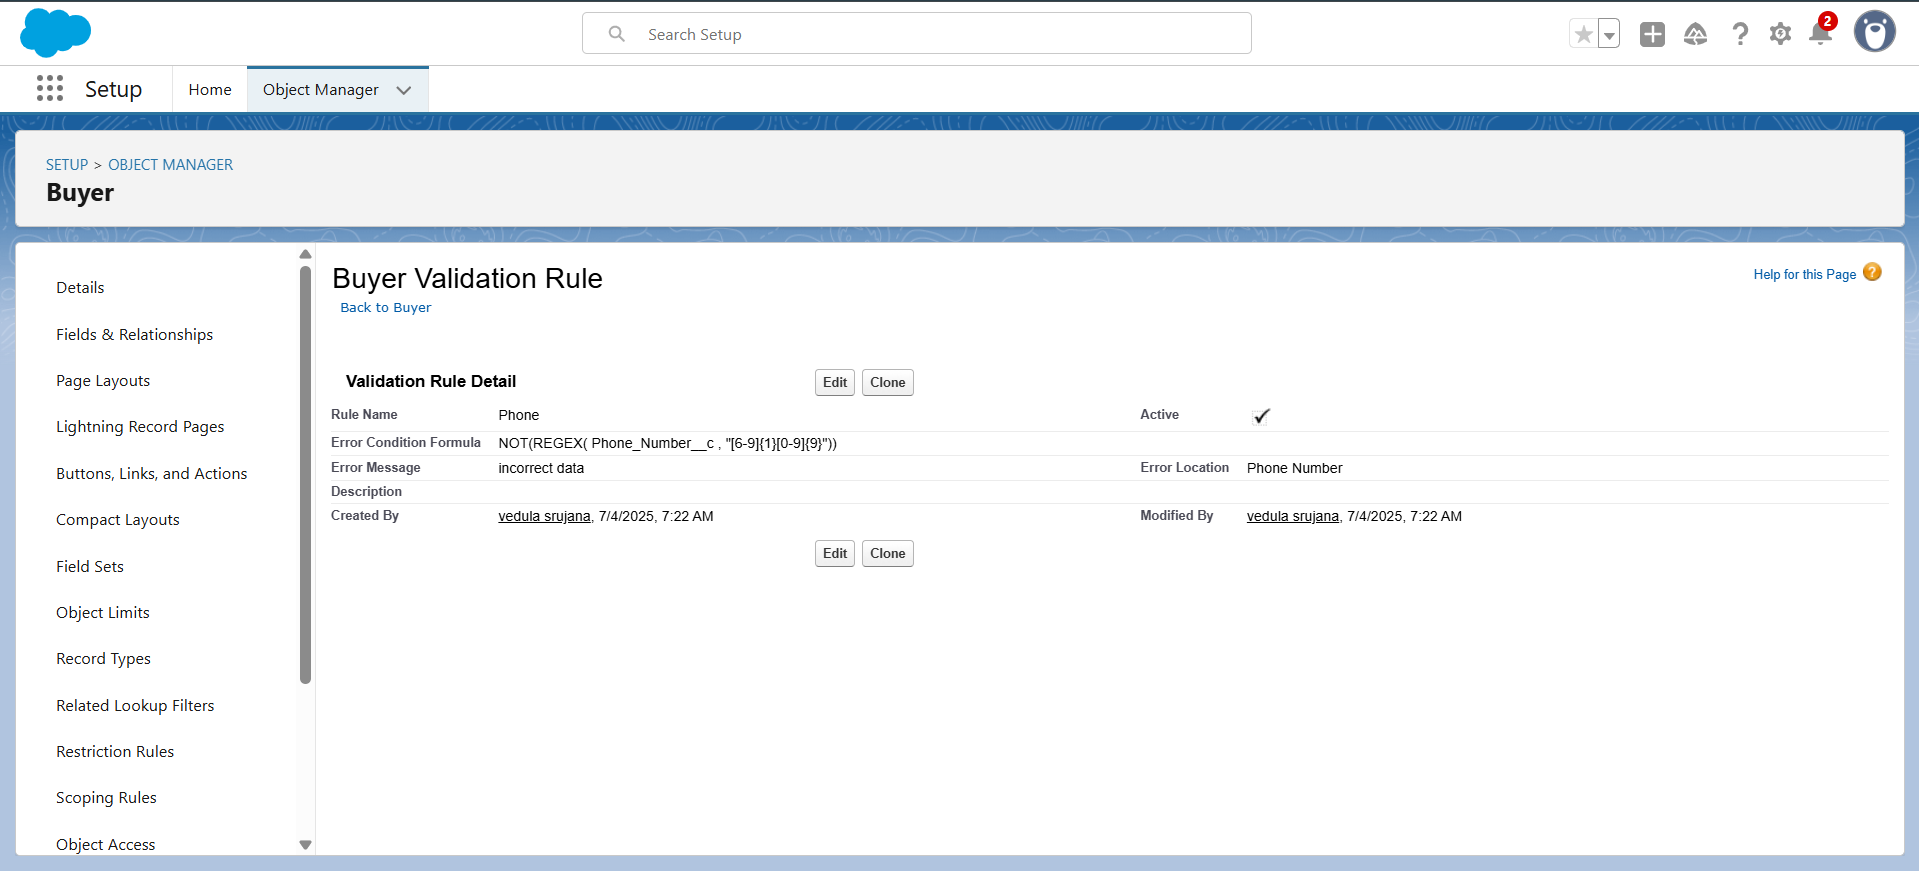 Search Setup
2
Setup
Home
Object Manager
SETUP > OBJECT MANAGER
Buyer
Details
Fields & Relationships
Page Layouts
Lightning Record Pages
Buttons, Links, and Actions
Compact Layouts
Field Sets
Object Limits
Record Types
Related Lookup Filters
Restriction Rules
Scoping Rules
Object Access
Buyer Validation Rule
Back to Buyer
Help for this Page ?
Validation Rule Detail Edit Clone
Rule Name Phone Active
Error Condition Formula NOT(REGEX( Phone_Number__c , "[6-9]{1}[0-9]{9}"))
Error Message incorrect data Error Location Phone Number
Description
Created By vedula srujana, 7/4/2025, 7:22 AM Modified By vedula srujana, 7/4/2025, 7:22 AM
Edit Clone